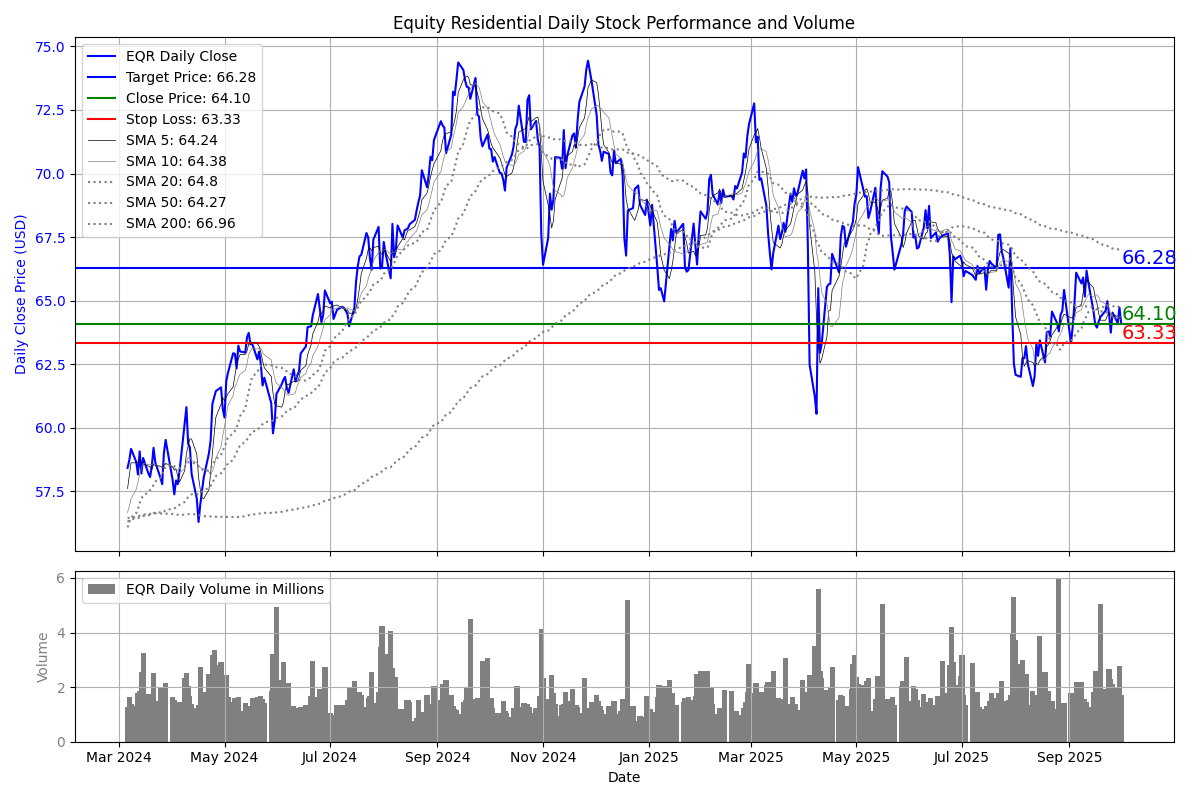 Equity Residential Daily Stock Performance and Volume
75.0
72.5
70.0
67.5
65.0
62.5
60.0
57.5
Daily Close Price (USD)
EQR Daily Close
Target Price: 66.28
Close Price: 64.10
Stop Loss: 63.33
SMA 5: 64.24
SMA 10: 64.38
SMA 20: 64.8
SMA 50: 64.27
SMA 200: 66.96
66.28
64.10
63.33
6
4
2
0
Volume
EQR Daily Volume in Millions
Mar 2024 May 2024 Jul 2024 Sep 2024 Nov 2024 Jan 2025 Mar 2025 May 2025 Jul 2025 Sep 2025
Date